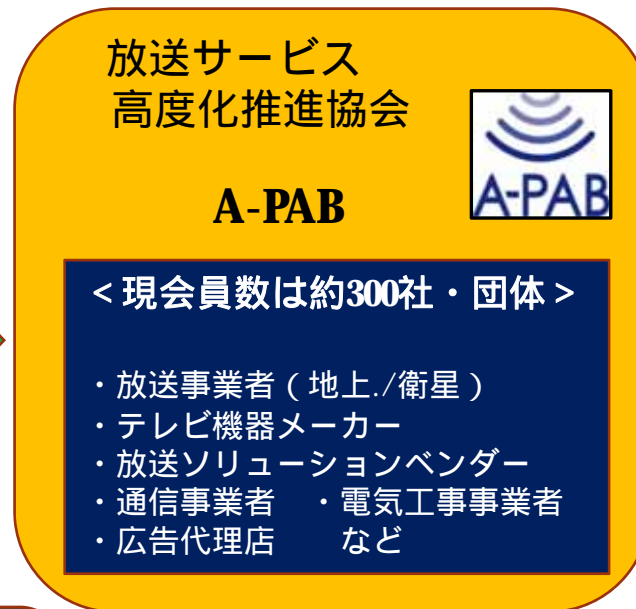 放送サービス
高度化推進協会
A-PAB
A-PAB
<現会員数は約300社・団体>
・放送事業者(地上./衛星)
・テレビ機器メーカー
・放送ソリューションベンダー
・通信事業者 ・電気工事事業者
・広告代理店 など